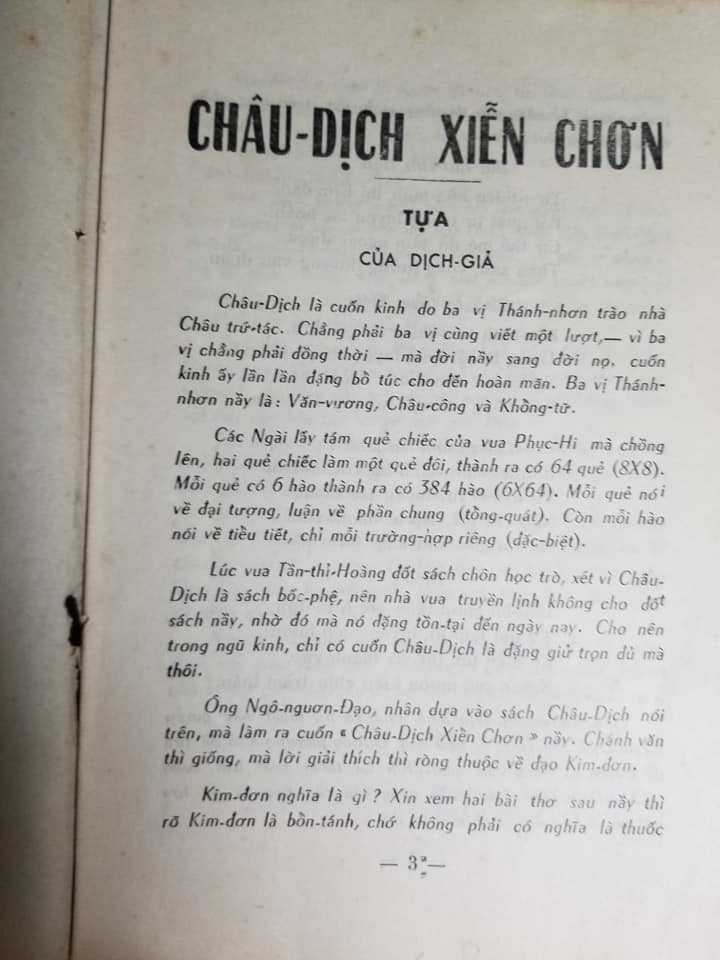 CHÂU-DỊCH XIỄN CHƠN
TỰA
CỦA DỊCH-GIẢ
Châu-Dịch là cuốn kinh do ba vị Thánh-nhơn trào nhà
Châu trứ-tác. Chẳng phải ba vị cùng viết một lượt,— vì ba
vị chẳng phải đồng thời — mà đời nầy sang đời nọ, cuốn
kinh ấy lần lần đặng bồ túc cho đến hoàn mãn. Ba vị Thánh-
nhơn nầy là: Văn-vương, Châu-công và Khồng-tử.
Các Ngài lấy tám quẻ chiếc của vua Phục-Hi mà chồng
lên, hai quẻ chiếc làm một quẻ đôi, thành ra có 64 quẻ (8X8).
Mỗi quẻ có 6 hào thành ra có 384 hào (6X64). Mỗi quẻ nói
về đại tượng, luận về phần chung (tồng-quát). Còn mỗi hào
nói về tiều tiết, chỉ mỗi trường-hợp riêng (đặc-biệt).
Lúc vua Tần-thỉ-Hoàng đốt sách chôn học trò, xét vì Châu-
Dịch là sách bốc-phệ, nên nhà vua truyền lịnh không cho đốt
sách nầy, nhờ đó mà nó đặng tồn-tại đến ngày nay. Cho nên
trong ngũ kinh, chỉ có cuốn Châu-Dịch là đặng giử trọn đủ mà
thôi.
Ông Ngô-nguơn-Đạo, nhân dựa vào sách Châu-Dịch nói
trên, mà làm ra cuốn « Châu-Dịch Xiền Chơn » nầy. Chánh văn
thì giống, mà lời giải thích thì ròng thuộc về đạo Kim-đơn.
Kim-đơn nghĩa là gì ? Xin xem hai bài thơ sau nầy thì
rõ Kim-đơn là bồn-tánh, chớ không phải có nghĩa là thuốc
— 3 —